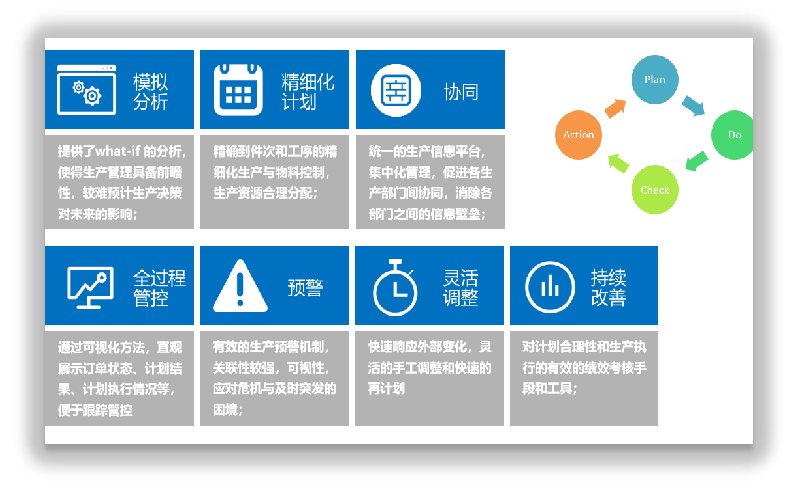 模拟
分析
精细化
计划
协同
Plan
Do
Check
Action
提供了what-if 的分析，
使得生产管理具备前瞻
性，较难预计生产决策
对未来的影响；
精确到件次和工序的精
细化生产与物料控制，
生产资源合理分配；
统一的生产信息平台，
集中化管理，促进各生
产部门间协同，消除各
部门之间的信息壁垒；
全过程
管控
预警
灵活
调整
持续
改善
通过可视化方法，直观
展示订单状态、计划结
果、计划执行情况等，
便于跟踪管控
有效的生产预警机制，
关联性较强，可视性，
应对危机与及时突发的
困境；
快速响应外部变化，灵
活的手工调整和快速的
再计划
对计划合理性和生产执
行的有效的绩效考核手
段和工具；